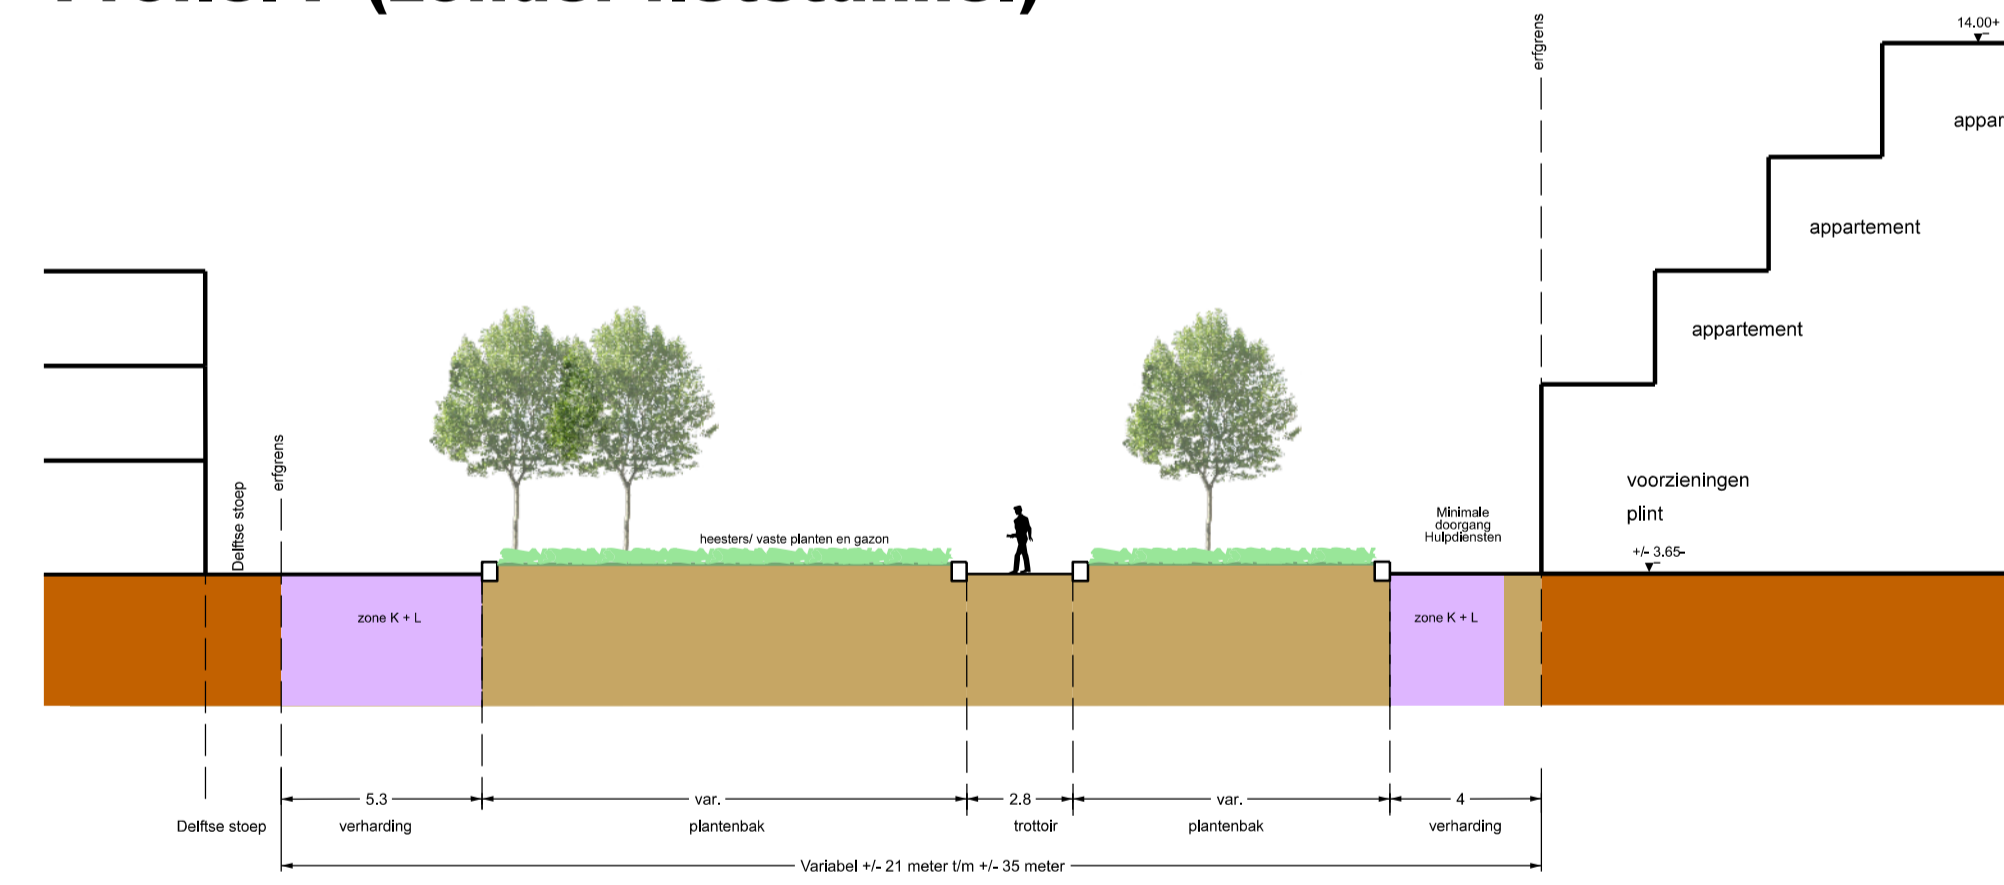 erfgrens
14.00+
appar
appartement
appartement
Delftse stoep
erfgrens
heesters/ vaste planten en gazon
Minimale
doorgang
Hulpdiensten
voorzieningen
plint
+/- 3.65-
zone K + L
zone K + L
5.3
var.
2.8
var.
4
Delftse stoep
verharding
plantenbak
trottoir
plantenbak
verharding
Variabel +/- 21 meter t/m +/- 35 meter